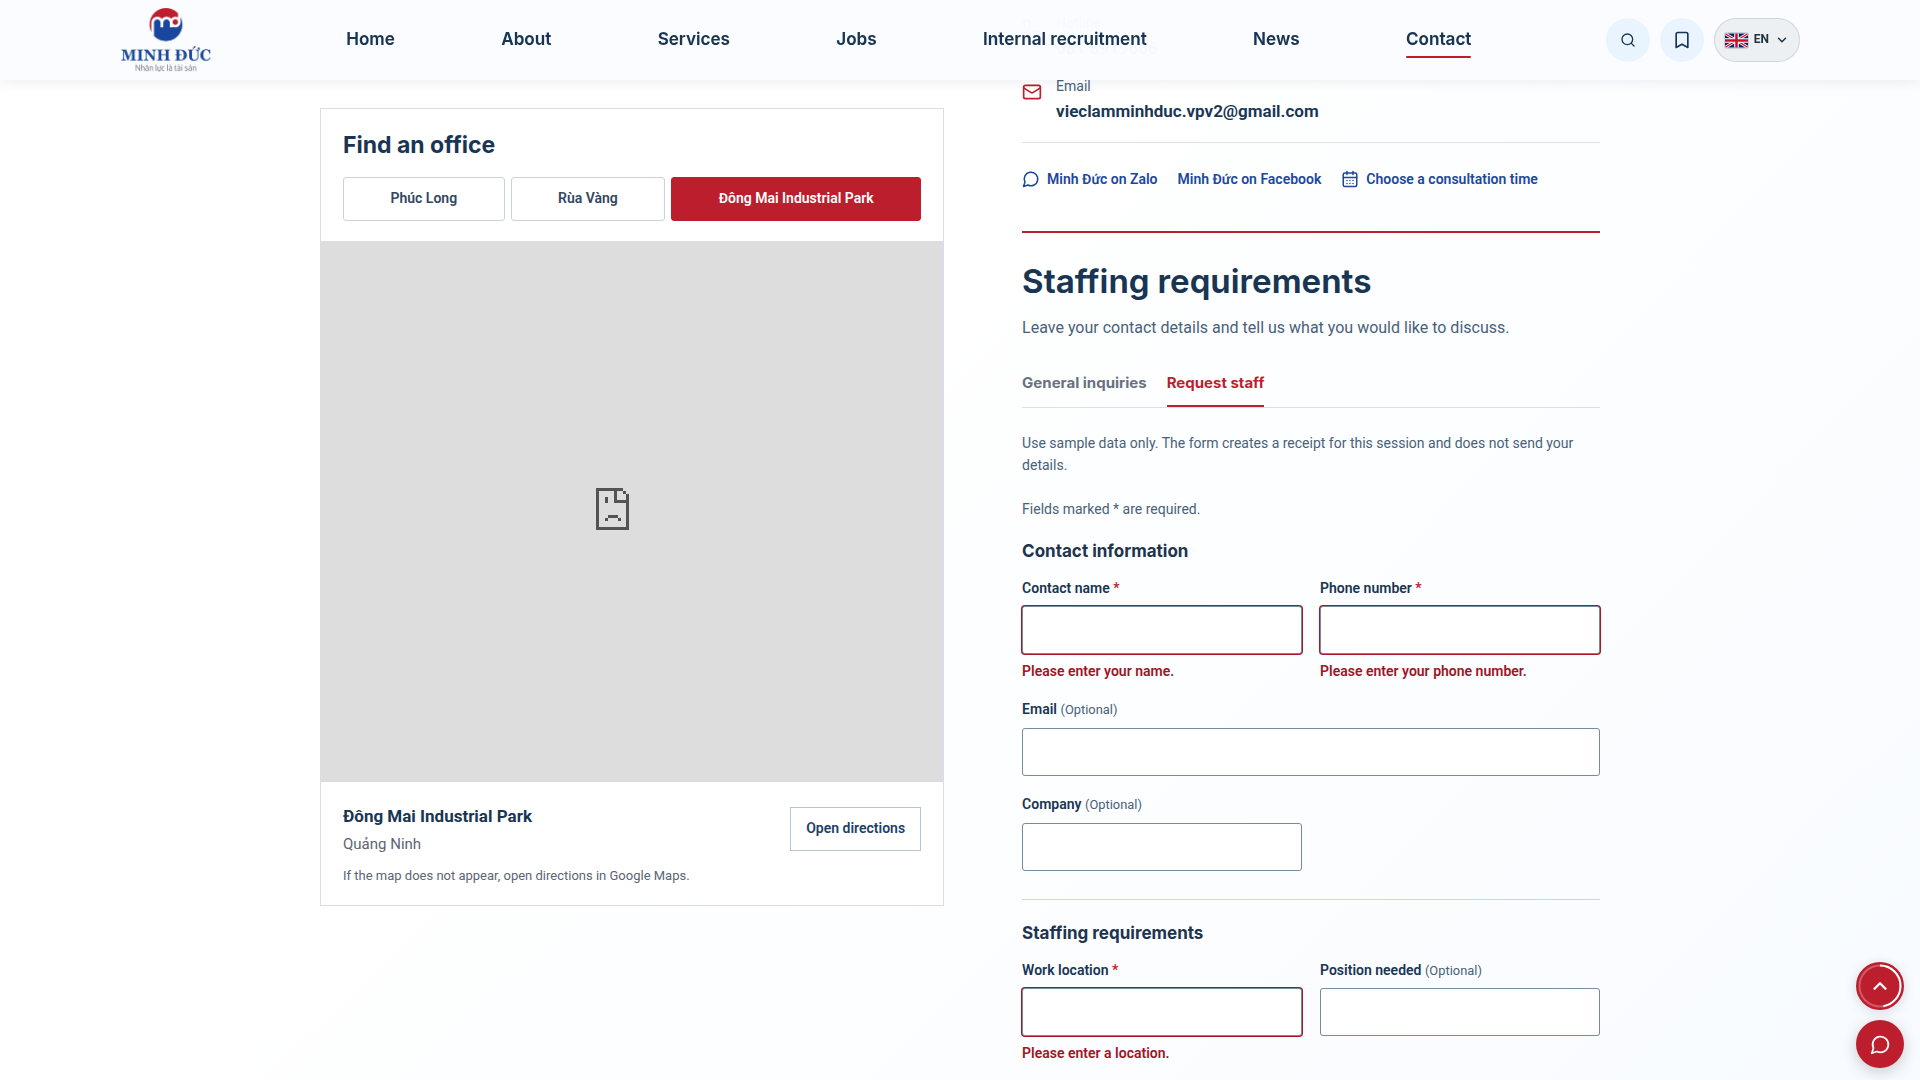 MINH ĐỨC
Nhân lực là tài sản
Home
About
Services
Jobs
Internal recruitment
News
Contact
EN
Find an office
Phúc Long
Rùa Vàng
Đông Mai Industrial Park
Đông Mai Industrial Park
Quảng Ninh
If the map does not appear, open directions in Google Maps.
Open directions
Email
vieclamminhduc.vpv2@gmail.com
Minh Đức on Zalo
Minh Đức on Facebook
Choose a consultation time
Staffing requirements
Leave your contact details and tell us what you would like to discuss.
General inquiries
Request staff
Use sample data only. The form creates a receipt for this session and does not send your
details.
Fields marked * are required.
Contact information
Contact name *
Phone number *
Please enter your name.
Please enter your phone number.
Email (Optional)
Company (Optional)
Staffing requirements
Work location *
Position needed (Optional)
Please enter a location.